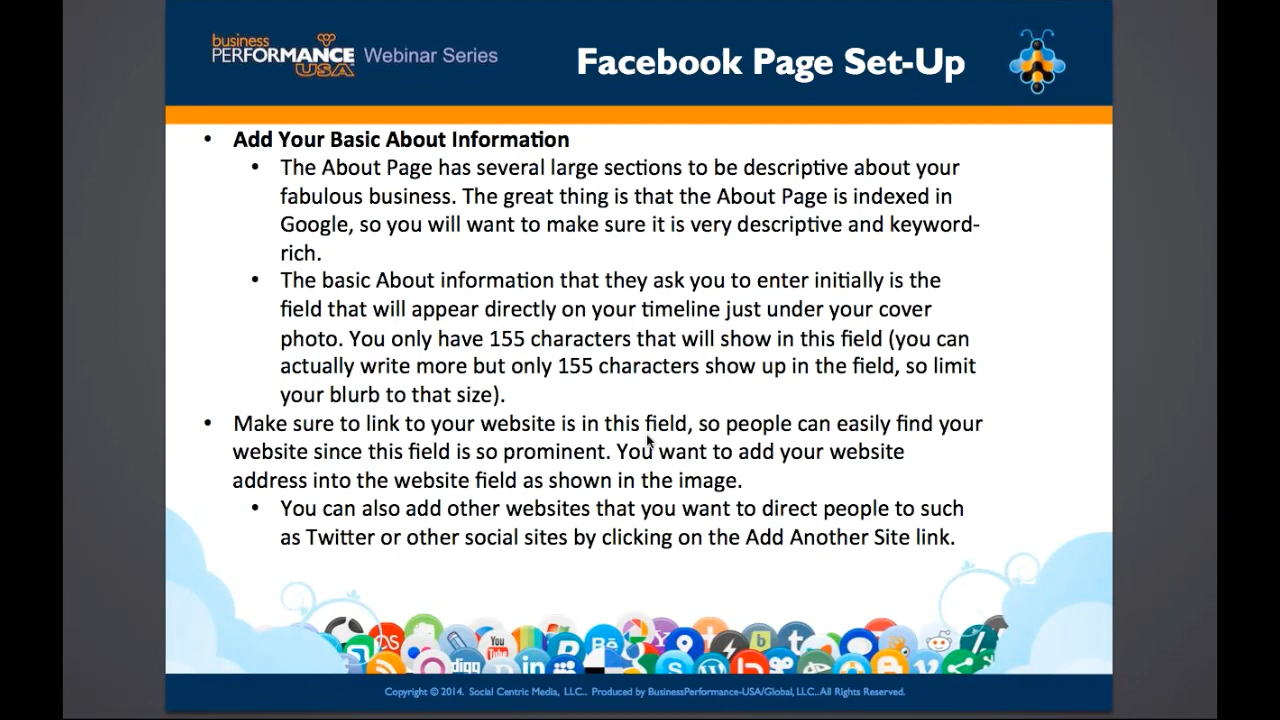 business
PERFORMANCE
USA
Webinar Series
Facebook Page Set-Up
• Add Your Basic About Information
• The About Page has several large sections to be descriptive about your
fabulous business. The great thing is that the About Page is indexed in
Google, so you will want to make sure it is very descriptive and keyword-
rich.
• The basic About information that they ask you to enter initially is the
field that will appear directly on your timeline just under your cover
photo. You only have 155 characters that will show in this field (you can
actually write more but only 155 characters show up in the field, so limit
your blurb to that size).
• Make sure to link to your website is in this field, so people can easily find your
website since this field is so prominent. You want to add your website
address into the website field as shown in the image.
• You can also add other websites that you want to direct people to such
as Twitter or other social sites by clicking on the Add Another Site link.
You
Tube
digg
in
Bē
Copyright © 2014. Social Centric Media, LLC.. Produced by BusinessPerformance-USA/Global, LLC..All Rights Reserved.